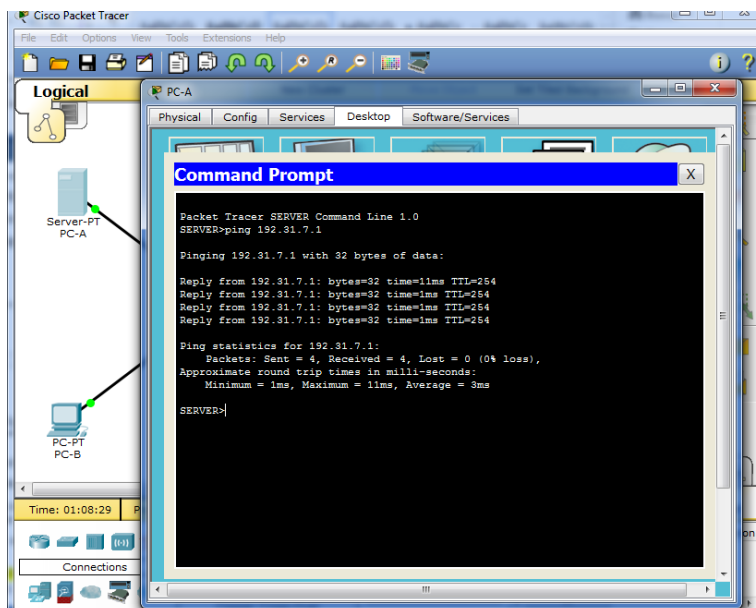 Cisco Packet Tracer
File Edit Options View Tools Extensions Help
Logical
PC-A
Physical Config Services Desktop Software/Services
Command Prompt
X
Packet Tracer SERVER Command Line 1.0
SERVER>ping 192.31.7.1
Pinging 192.31.7.1 with 32 bytes of data:
Reply from 192.31.7.1: bytes=32 time=11ms TTL=254
Reply from 192.31.7.1: bytes=32 time=1ms TTL=254
Reply from 192.31.7.1: bytes=32 time=1ms TTL=254
Reply from 192.31.7.1: bytes=32 time=1ms TTL=254
Ping statistics for 192.31.7.1:
Packets: Sent = 4, Received = 4, Lost = 0 (0% loss),
Approximate round trip times in milli-seconds:
Minimum = 1ms, Maximum = 11ms, Average = 3ms
SERVER>
Server-PT
PC-A
PC-PT
PC-B
Time: 01:08:29 P
Connections
on